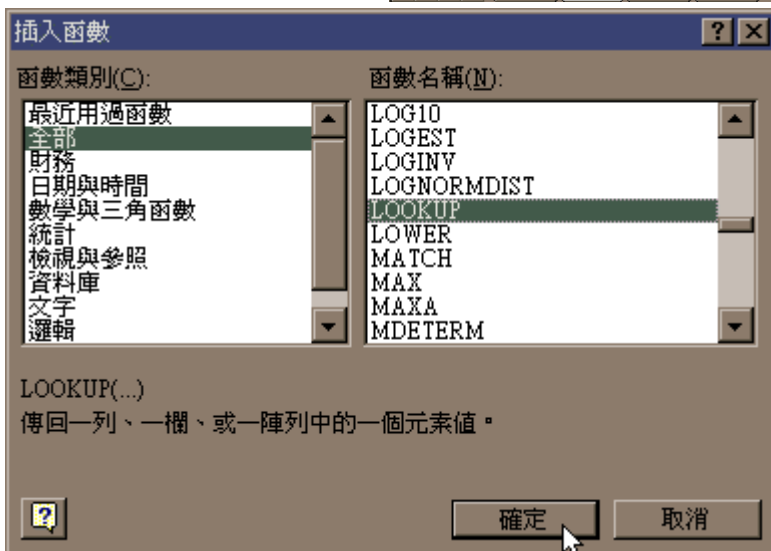 插入函數
函數類別(C):
函數名稱(N):
最近用過函數
全部
財務
日期與時間
數學與三角函數
統計
檢視與參照
資料庫
文字
邏輯
LOG10
LOGEST
LOGINV
LOGNORMDIST
LOOKUP
LOWER
MATCH
MAX
MAXA
MDETERM
LOOKUP(...)
傳回一列、一欄、或一陣列中的一個元素值。
確定
取消